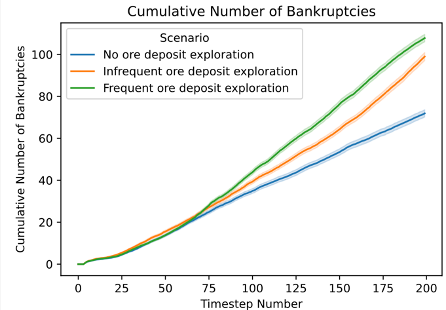 Cumulative Number of Bankruptcies
Cumulative Number of Bankruptcies
100
80
60
40
20
0
Scenario
No ore deposit exploration
Infrequent ore deposit exploration
Frequent ore deposit exploration
0 25 50 75 100 125 150 175 200
Timestep Number